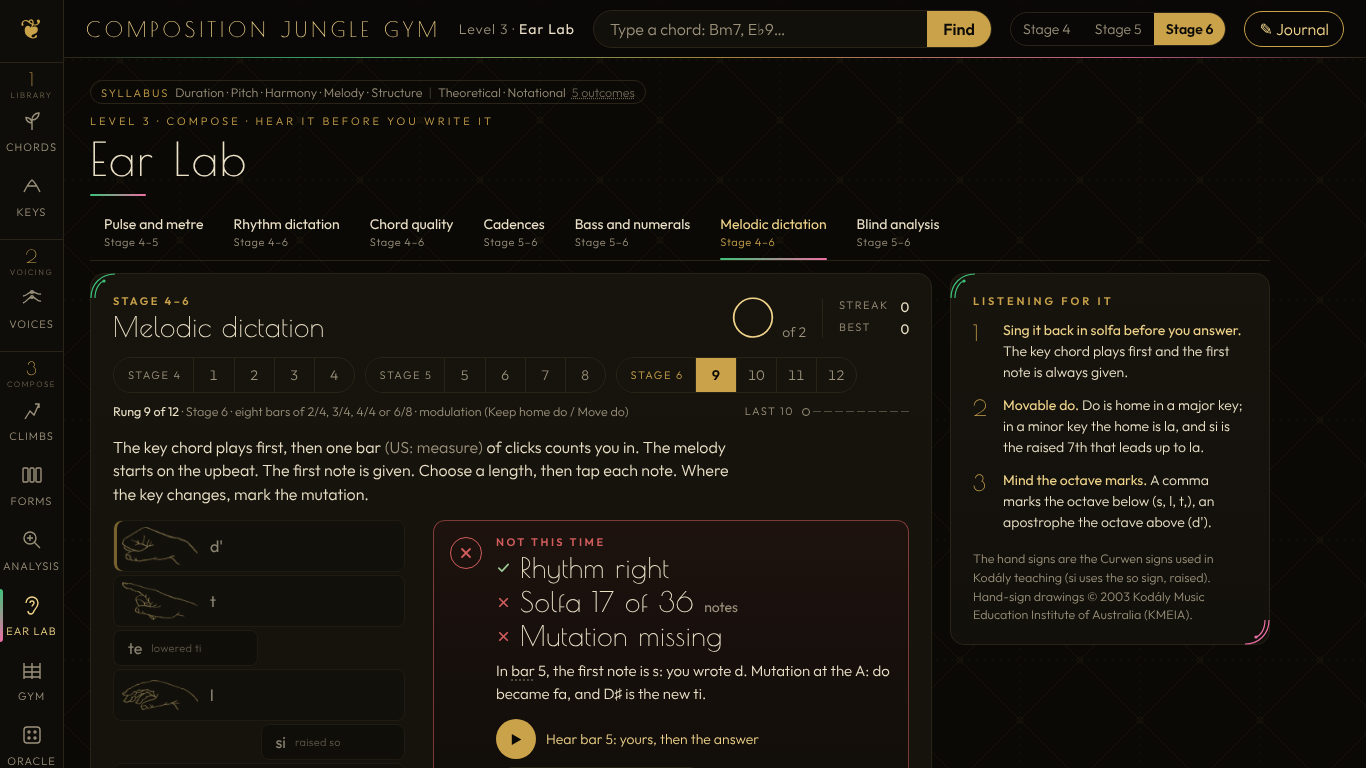 COMPOSITION JUNGLE GYM
Level 3 · Ear Lab
Type a chord: Bm7, E♭9...
Find
Stage 4
Stage 5
Stage 6
✎ Journal
1
LIBRARY
CHORDS
KEYS
2
VOICING
VOICES
3
COMPOSE
CLIMBS
FORMS
ANALYSIS
EAR LAB
GYM
ORACLE
SYLLABUS Duration · Pitch · Harmony · Melody · Structure | Theoretical · Notational 5 outcomes
LEVEL 3 · COMPOSE · HEAR IT BEFORE YOU WRITE IT
Ear Lab
Pulse and metre
Stage 4–5
Rhythm dictation
Stage 4–6
Chord quality
Stage 4–6
Cadences
Stage 5–6
Bass and numerals
Stage 5–6
Melodic dictation
Stage 4–6
Blind analysis
Stage 5–6
STAGE 4–6
Melodic dictation
of 2
STREAK 0
BEST 0
STAGE 4 1 2 3 4
STAGE 5 5 6 7 8
STAGE 6 9 10 11 12
Rung 9 of 12 · Stage 6 · eight bars of 2/4, 3/4, 4/4 or 6/8 · modulation (Keep home do / Move do)
LAST 10
The key chord plays first, then one bar (US: measure) of clicks counts you in. The melody
starts on the upbeat. The first note is given. Choose a length, then tap each note. Where
the key changes, mark the mutation.
d'
t
te lowered ti
l
si raised so
NOT THIS TIME
Rhythm right
Solfa 17 of 36 notes
Mutation missing
In bar 5, the first note is s: you wrote d. Mutation at the A: do
became fa, and D♯ is the new ti.
Hear bar 5: yours, then the answer
LISTENING FOR IT
1
Sing it back in solfa before you answer.
The key chord plays first and the first
note is always given.
2
Movable do. Do is home in a major key;
in a minor key the home is la, and si is
the raised 7th that leads up to la.
3
Mind the octave marks. A comma
marks the octave below (s, l, t,), an
apostrophe the octave above (d').
The hand signs are the Curwen signs used in
Kodály teaching (si uses the so sign, raised).
Hand-sign drawings © 2003 Kodály Music
Education Institute of Australia (KMEIA).